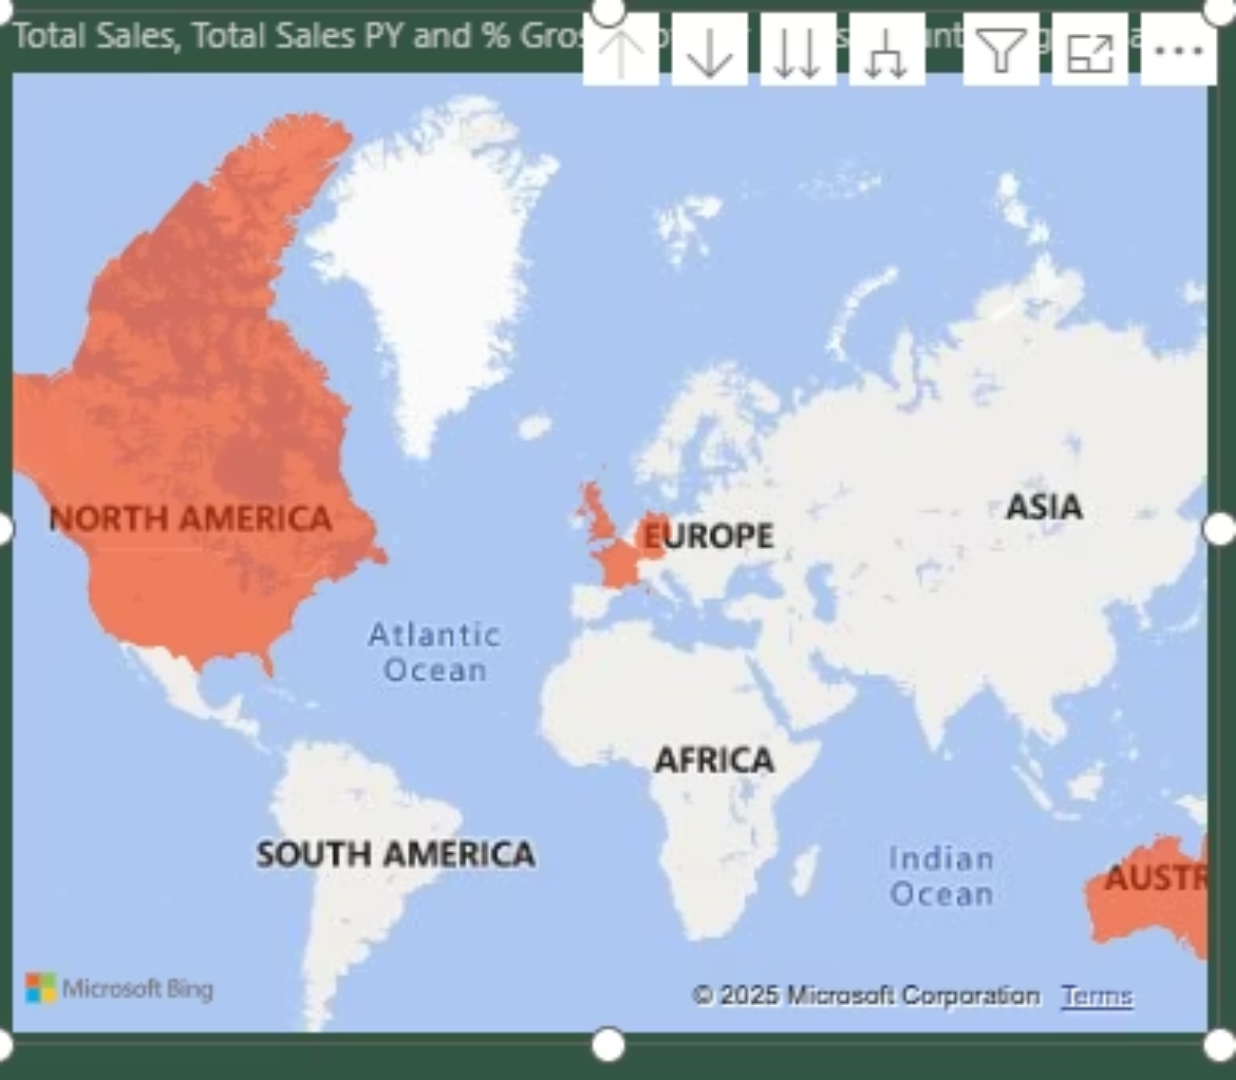 Total Sales, Total Sales PY and % Gros
NORTH AMERICA
EUROPE
ASIA
Atlantic
Ocean
AFRICA
SOUTH AMERICA
Indian
Ocean
AUSTR
Microsoft Bing
© 2025 Microsoft Corporation Terms